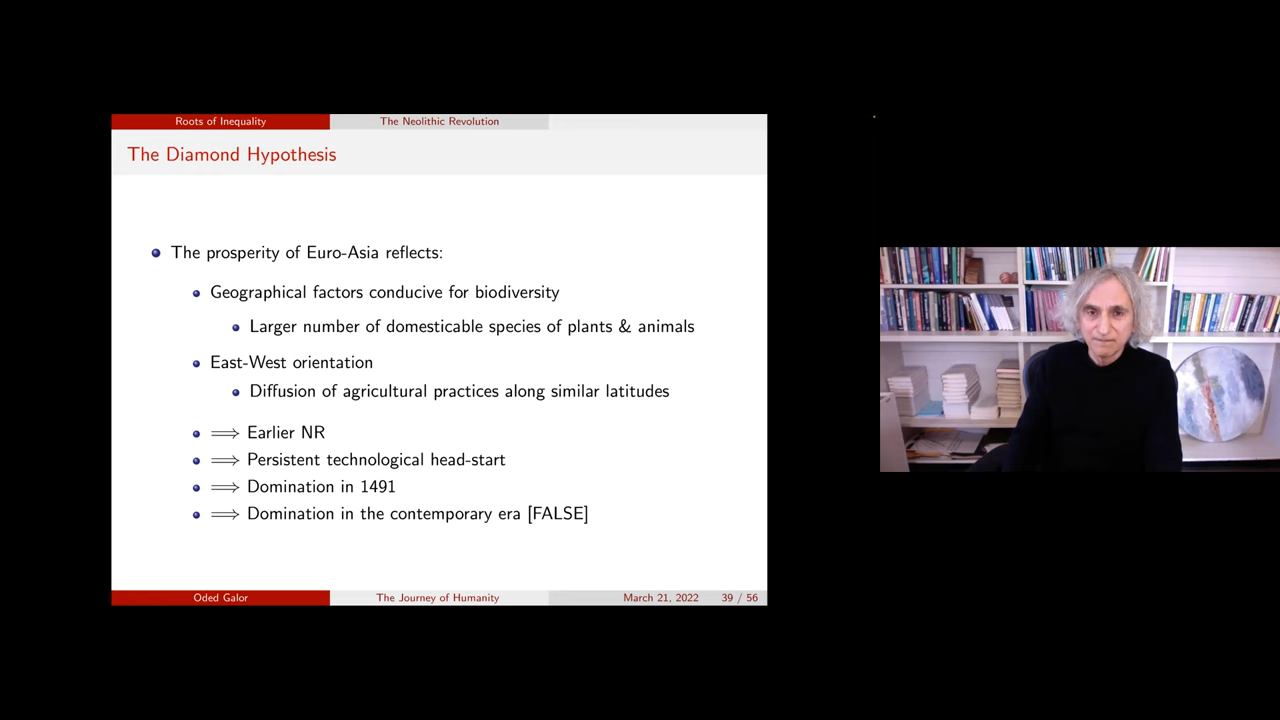 Roots of Inequality
The Neolithic Revolution
The Diamond Hypothesis
The prosperity of Euro-Asia reflects:
Geographical factors conducive for biodiversity
Larger number of domesticable species of plants & animals
East-West orientation
Diffusion of agricultural practices along similar latitudes
⟹ Earlier NR
⟹ Persistent technological head-start
⟹ Domination in 1491
⟹ Domination in the contemporary era [FALSE]
Oded Galor
The Journey of Humanity
March 21, 2022 39 / 56